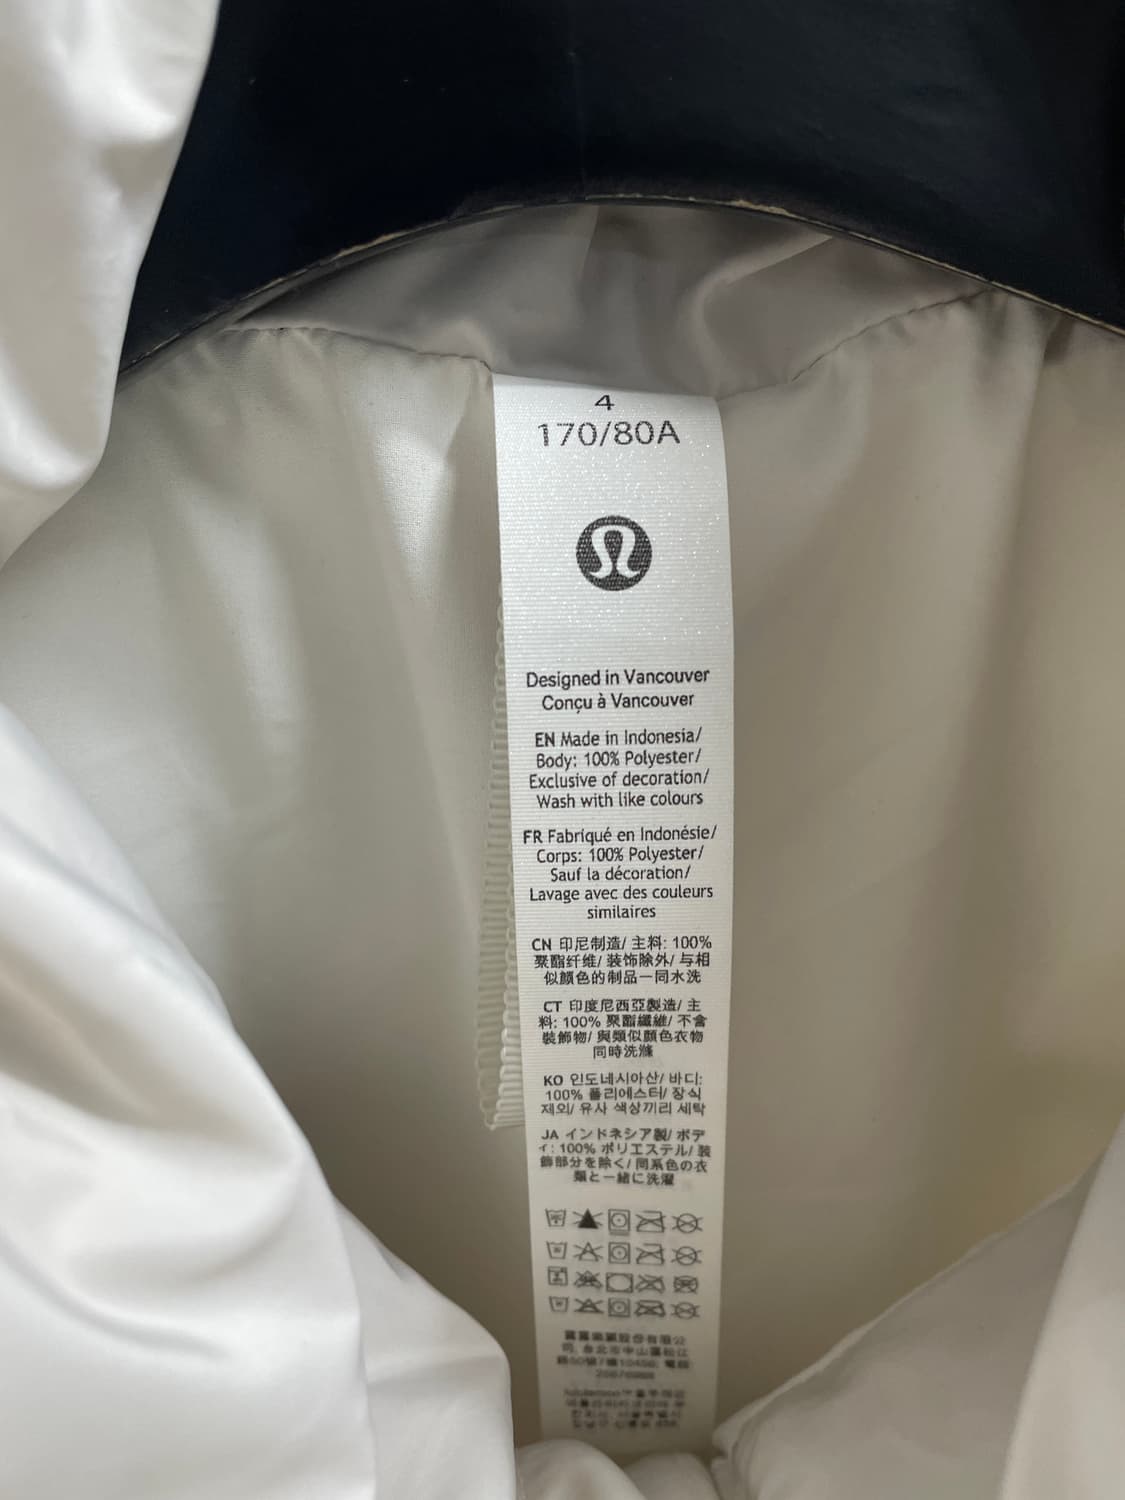 4
170/80A
Designed in Vancouver
Conçu à Vancouver
EN Made in Indonesia/
Body: 100% Polyester/
Exclusive of decoration/
Wash with like colours
FR Fabriqué en Indonésie/
Corps: 100% Polyester/
Sauf la décoration/
Lavage avec des couleurs
similaires
CN 印尼制造/ 主料: 100%
聚酯纤维/ 装饰除外/ 与相
似颜色的制品一同水洗
CT 印度尼西亞製造/ 主
料: 100% 聚酯纖維/ 不含
裝飾物/ 與類似顏色衣物
同時洗滌
KO 인도네시아산/ 바디:
100% 폴리에스터/ 장식
제외/ 유사 색상끼리 세탁
JA インドネシア製/ ボデ
ィ: 100% ポリエステル/ 装
飾部分を除く/ 同系色の衣
類と一緒に洗濯